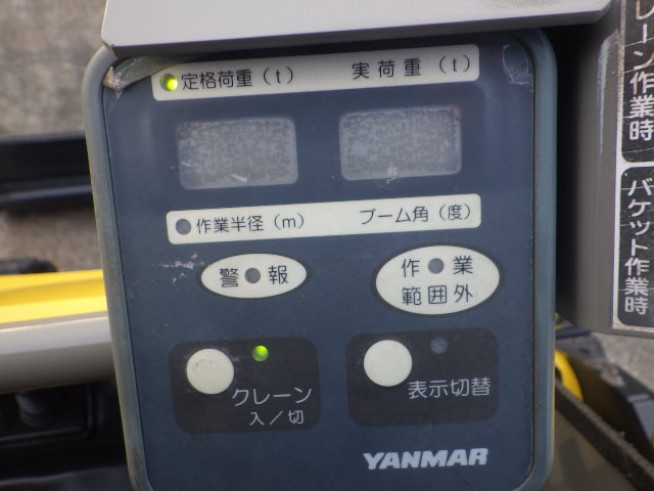 定格荷重(t) 実荷重(t)
作業半径(m) ブーム角(度)
警報
作業
範囲外
クレーン
入/切
表示切替
YANMAR
レーン作業時
バケット作業時